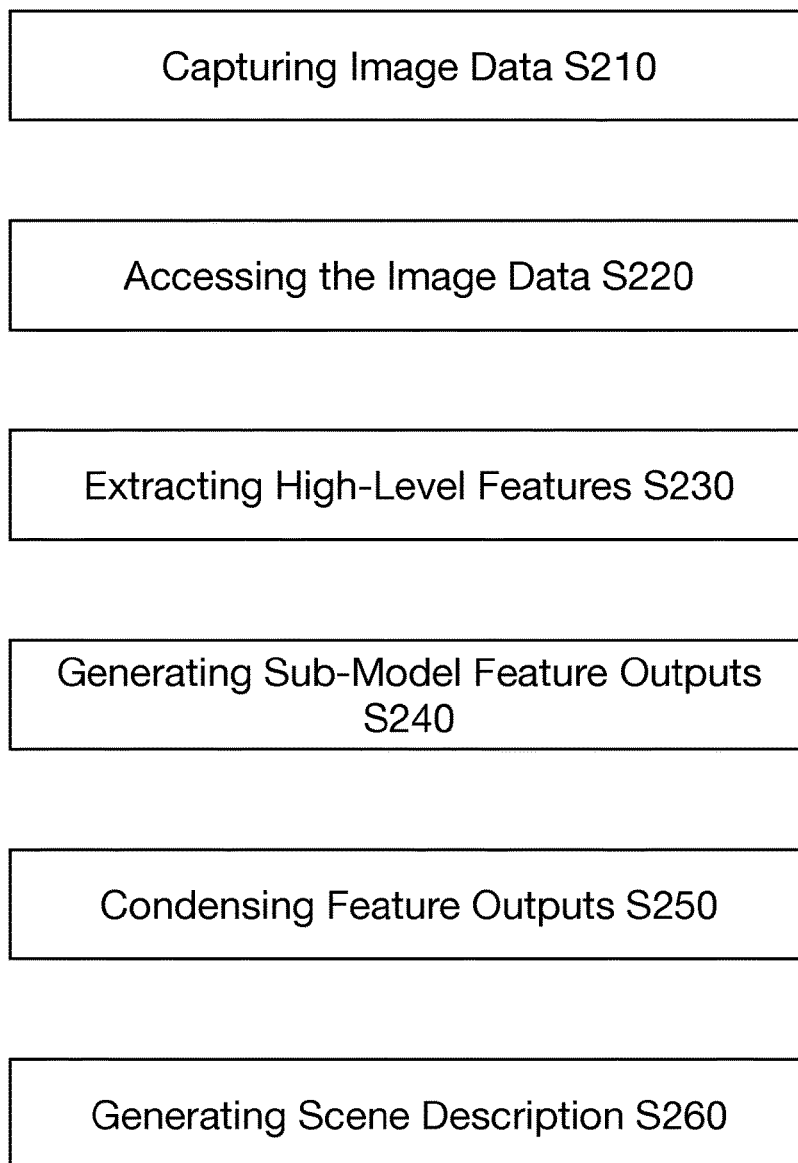 Capturing Image Data S210
Accessing the Image Data S220
Extracting High-Level Features S230
Generating Sub-Model Feature Outputs
S240
Condensing Feature Outputs S250
Generating Scene Description S260